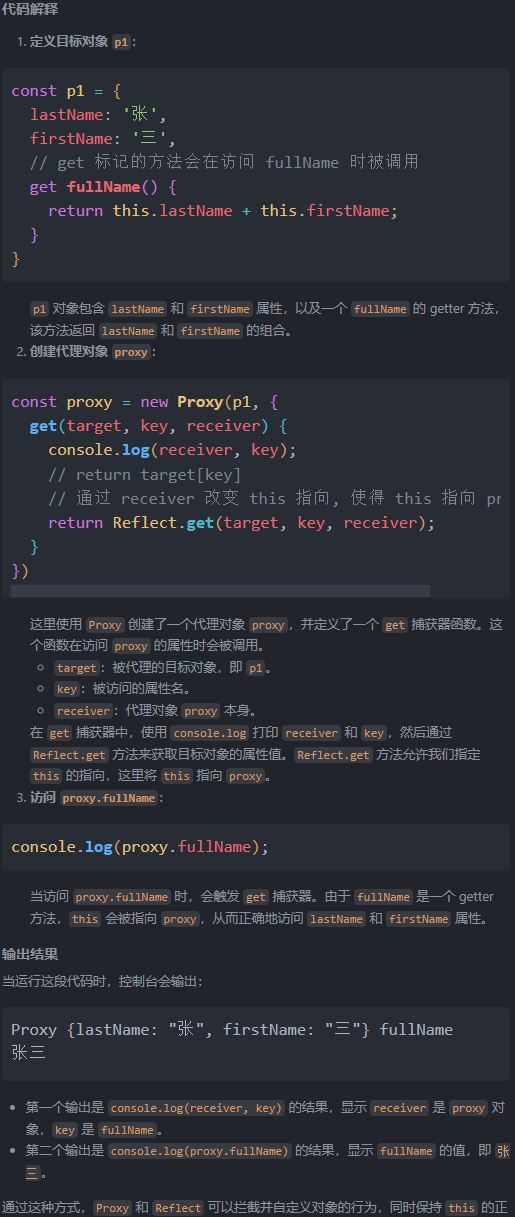 代码解释
1. 定义目标对象 p1：
const p1 = {
lastName: '张',
firstName: '三',
// get 标记的方法会在访问 fullName 时被调用
get fullName() {
return this.lastName + this.firstName;
}
}
p1 对象包含 lastName 和 firstName 属性，以及一个 fullName 的 getter 方法，
该方法返回 lastName 和 firstName 的组合。
2. 创建代理对象 proxy：
const proxy = new Proxy(p1, {
get(target, key, receiver) {
console.log(receiver, key);
// return target[key]
// 通过 receiver 改变 this 指向, 使得 this 指向 pr
return Reflect.get(target, key, receiver);
}
})
这里使用 Proxy 创建了一个代理对象 proxy，并定义了一个 get 捕获器函数。这
个函数在访问 proxy 的属性时会被调用。
○ target：被代理的目标对象，即 p1。
○ key：被访问的属性名。
○ receiver：代理对象 proxy 本身。
在 get 捕获器中，使用 console.log 打印 receiver 和 key，然后通过
Reflect.get 方法来获取目标对象的属性值。Reflect.get 方法允许我们指定
this 的指向，这里将 this 指向 proxy。
3. 访问 proxy.fullName：
console.log(proxy.fullName);
当访问 proxy.fullName 时，会触发 get 捕获器。由于 fullName 是一个 getter
方法，this 会被指向 proxy，从而正确地访问 lastName 和 firstName 属性。
输出结果
当运行这段代码时，控制台会输出：
Proxy {lastName: "张", firstName: "三"} fullName
张三
• 第一个输出是 console.log(receiver, key) 的结果，显示 receiver 是 proxy 对
象，key 是 fullName。
• 第二个输出是 console.log(proxy.fullName) 的结果，显示 fullName 的值，即 张
三。
通过这种方式，Proxy 和 Reflect 可以拦截并自定义对象的行为，同时保持 this 的正